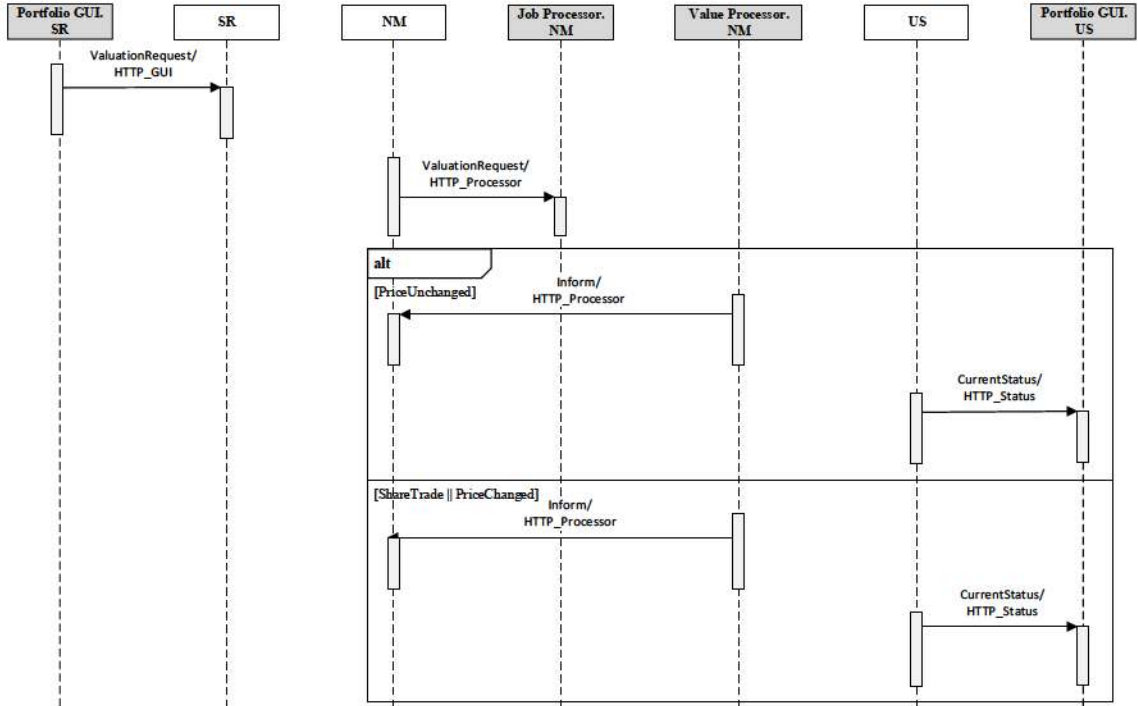 Portfolio GUI.
SR
SR
NM
Job Processor.
NM
Value Processor.
NM
US
Portfolio GUI.
US
ValuationRequest/
HTTP_GUI
ValuationRequest/
HTTP_Processor
alt
[PriceUnchanged]
Inform/
HTTP_Processor
CurrentStatus/
HTTP_Status
[ShareTrade || PriceChanged]
Inform/
HTTP_Processor
CurrentStatus/
HTTP_Status